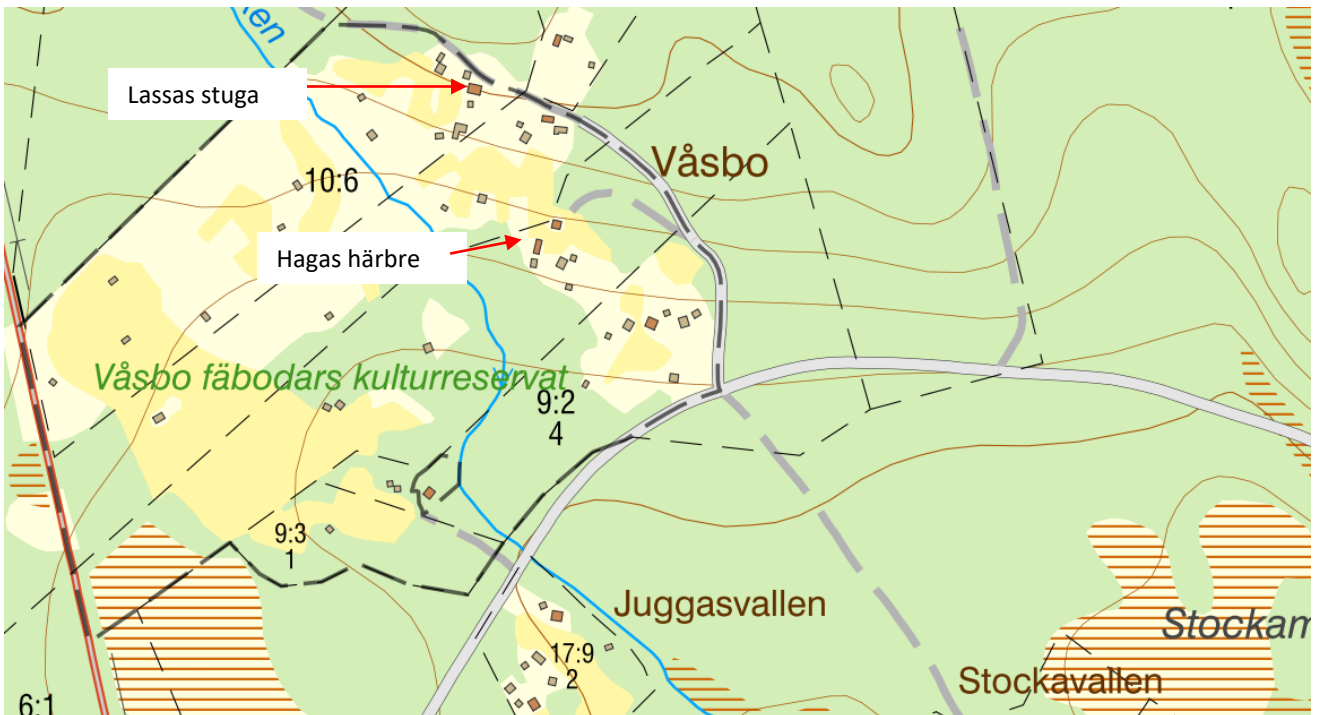 Lassas stuga
Våsbo
10:6
Hagas härbre
Våsbo fäbodars kulturreservat
9:2
4
9:3
1
Juggasvallen
Stockam
17:9
2
Stockavallen
6:1